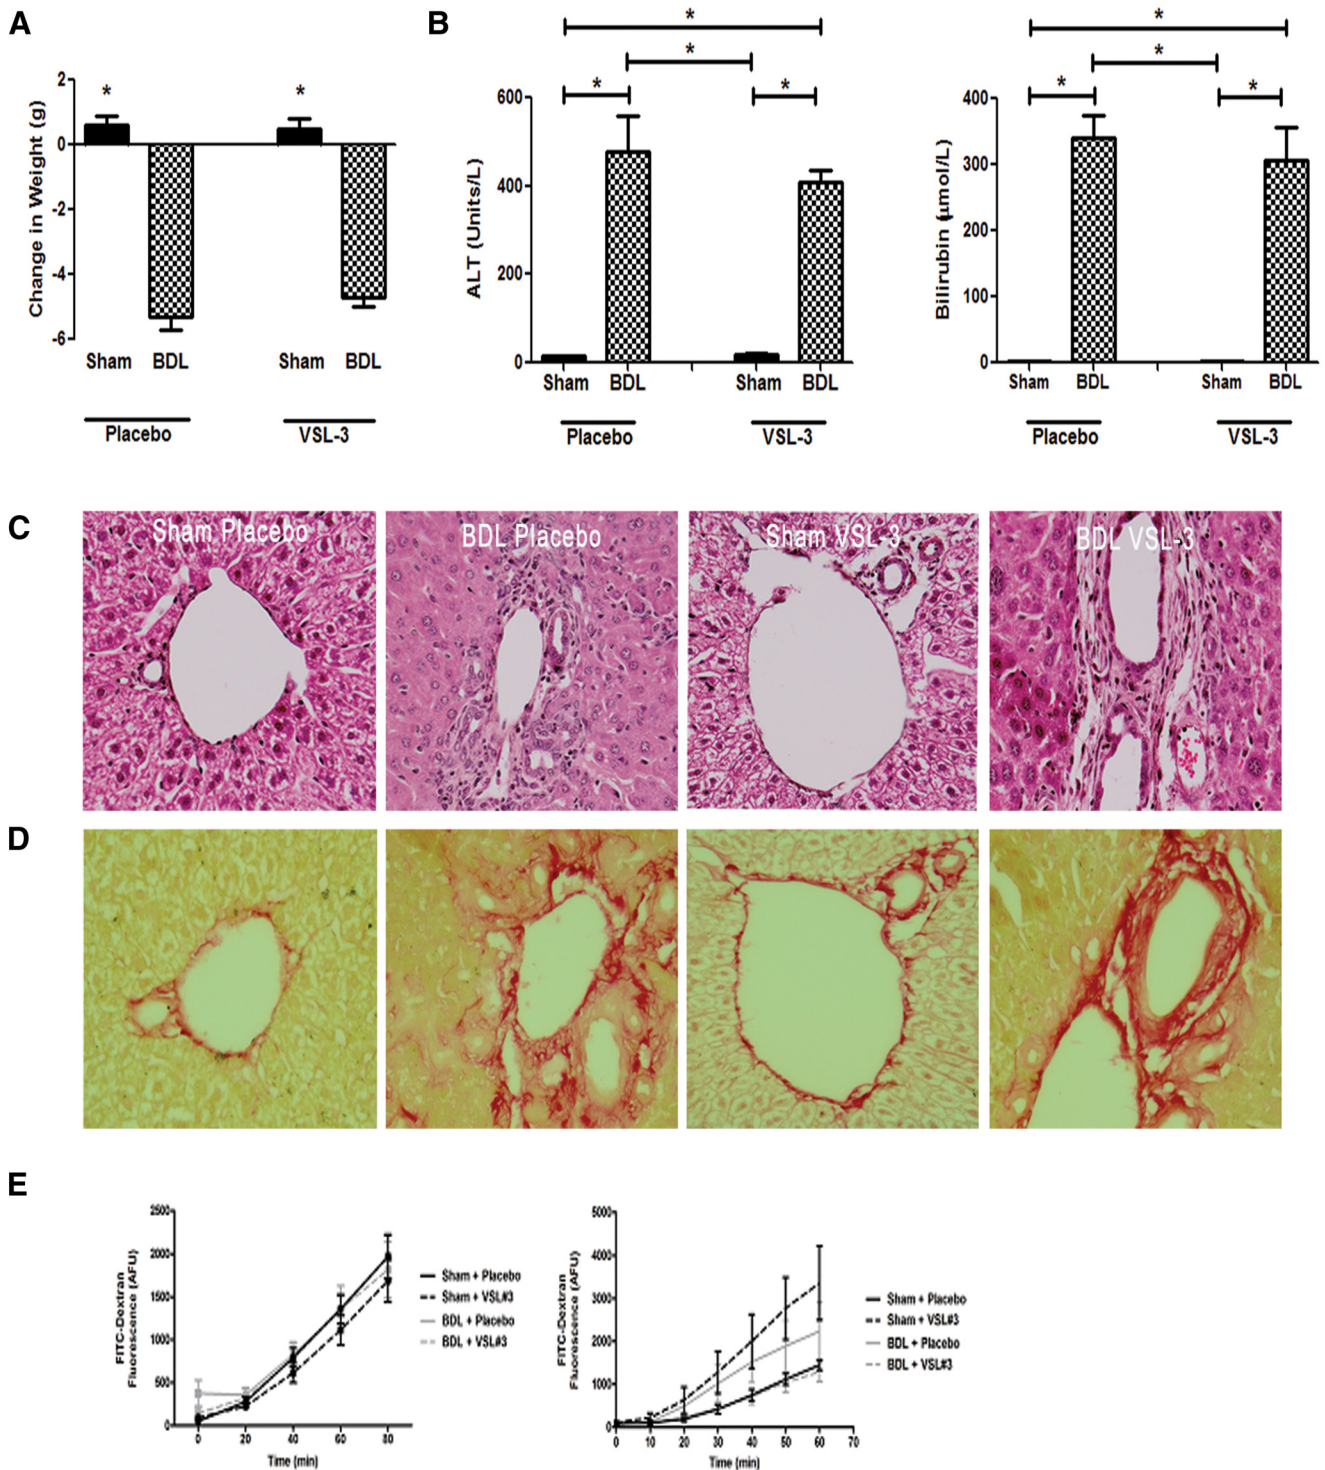 A
B
Change in Weight (g)
2
0
-2
-4
-6
*
*
Sham
BDL
Sham
BDL
Placebo
VSL-3
ALT (Units/L)
600
400
200
0
*
*
*
*
Sham
BDL
Sham
BDL
Placebo
VSL-3
Bilirubin (µmol/L)
400
300
200
100
0
*
*
*
*
Sham
BDL
Sham
BDL
Placebo
VSL-3
C
Sham Placebo
BDL Placebo
Sham VSL-3
BDL VSL-3
D
E
FITC-Dextran
Fluorescence (AFU)
2500
2000
1500
1000
500
0
0 20 40 60 80
Time (min)
Sham + Placebo
Sham + VSL#3
BDL + Placebo
BDL + VSL#3
FITC-Dextran
Fluorescence (AFU)
5000
4000
3000
2000
1000
0
0 10 20 30 40 50 60 70
Time (min)
Sham + Placebo
Sham + VSL#3
BDL + Placebo
BDL + VSL#3